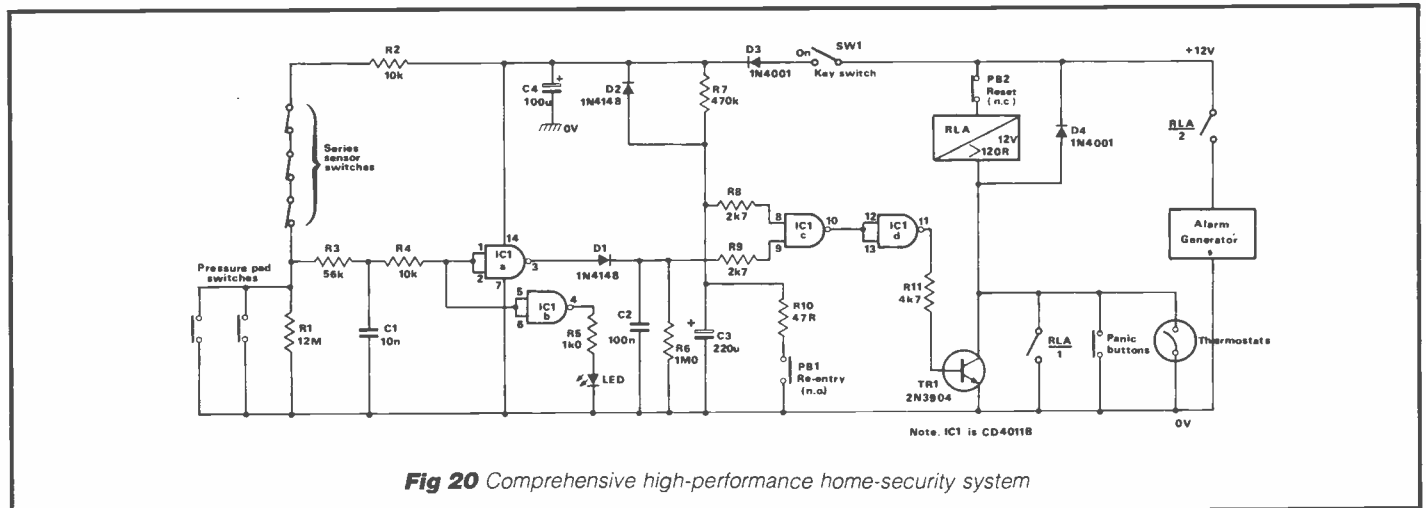 R2
10k
Series
sensor
switches
Pressure pad
switches
R1
12M
R3
56k
R4
10k
C1
10n
C4
100u
+
0V
D2
1N4148
R7
470k
D3
1N4001
On
SW1
Key switch
1
2
14
IC1
a
3
7
5
6
IC1
b
4
R5
1k0
LED
D1
1N4148
C2
100n
R6
1M0
R8
2k7
R9
2k7
+
C3
220u
R10
47R
PB1
Re-entry
(n.o)
8
9
IC1
c
10
12
13
IC1
d
11
R11
4k7
TR1
2N3904
PB2
Reset
(n.c)
RLA
12V
>120R
D4
1N4001
+12V
RLA
2
Alarm
Generator
RLA
1
Panic
buttons
Thermostats
0V
Note. IC1 is CD4011B
Fig 20 Comprehensive high-performance home-security system